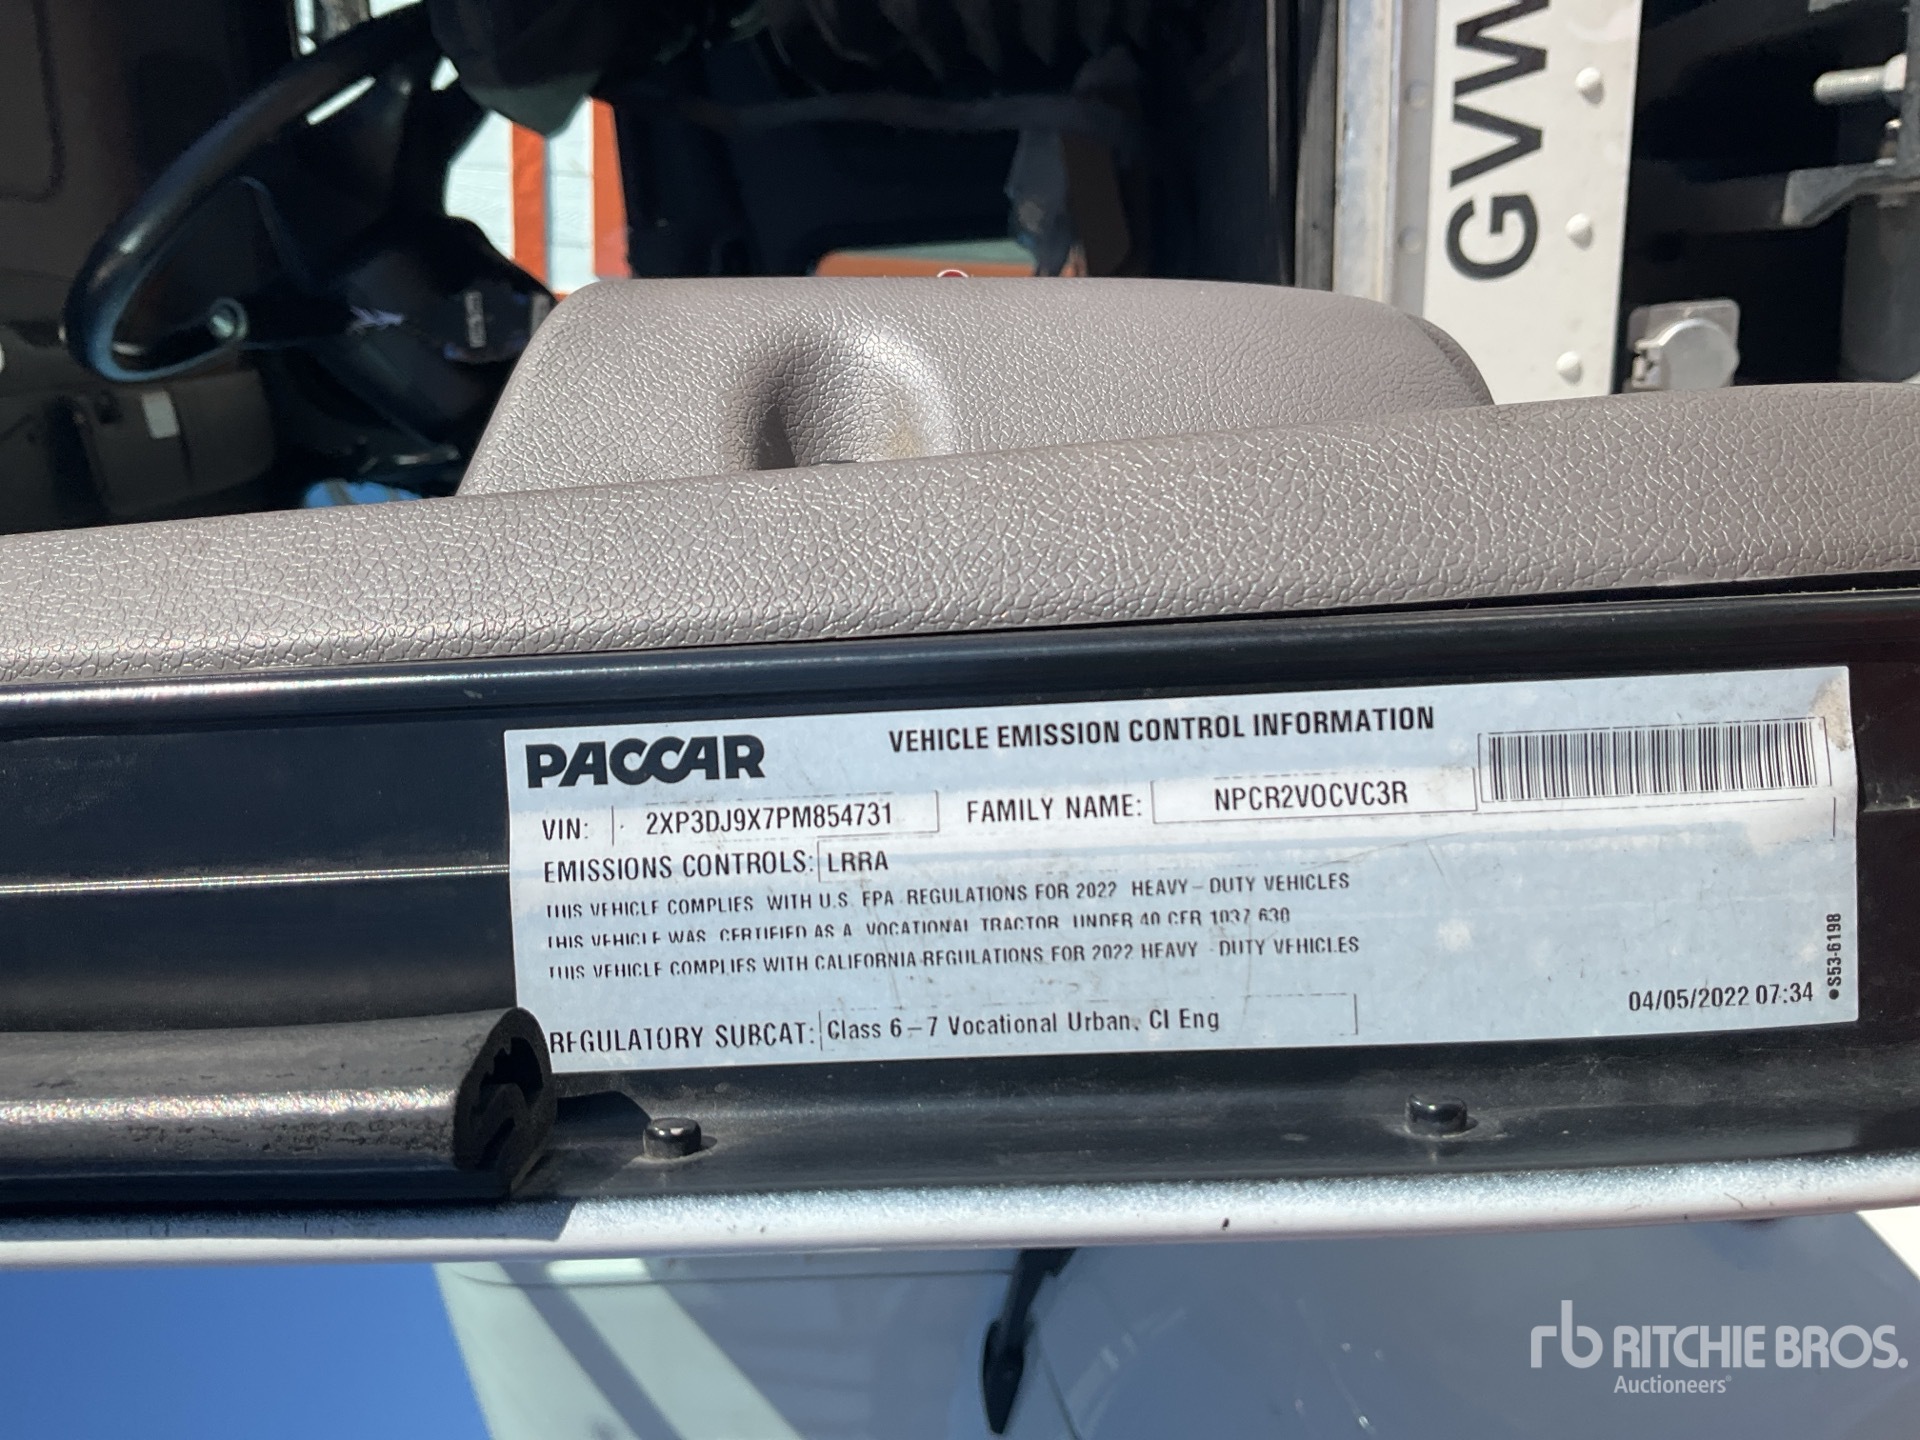 GVW
PACCAR
VEHICLE EMISSION CONTROL INFORMATION
VIN: 2XP3DJ9X7PM854731 FAMILY NAME: NPCR2VOCVC3R
EMISSIONS CONTROLS: LRRA
THIS VEHICLE COMPLIES WITH U.S. EPA REGULATIONS FOR 2022 HEAVY-DUTY VEHICLES
THIS VEHICLE WAS CERTIFIED AS A VOCATIONAL TRACTOR UNDER 40 CFR 1037 630
THIS VEHICLE COMPLIES WITH CALIFORNIA REGULATIONS FOR 2022 HEAVY-DUTY VEHICLES
REGULATORY SUBCAT: Class 6-7 Vocational Urban, CI Eng
04/05/2022 07:34
•S53-6198
rb RITCHIE BROS.
Auctioneers